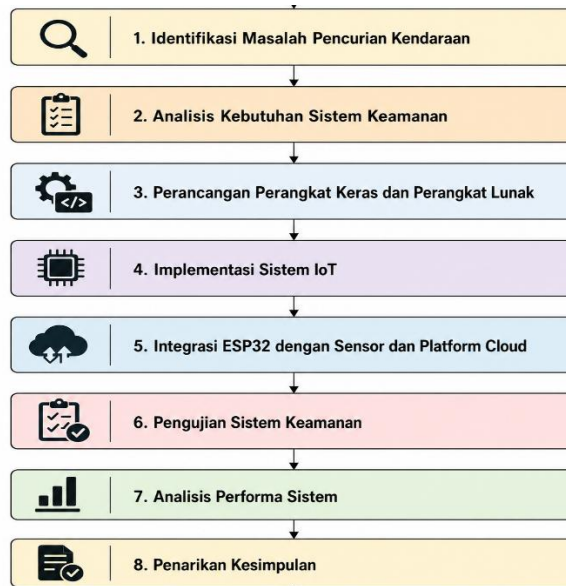 1. Identifikasi Masalah Pencurian Kendaraan
2. Analisis Kebutuhan Sistem Keamanan
</>
3. Perancangan Perangkat Keras dan Perangkat Lunak
4. Implementasi Sistem IoT
5. Integrasi ESP32 dengan Sensor dan Platform Cloud
6. Pengujian Sistem Keamanan
7. Analisis Performa Sistem
8. Penarikan Kesimpulan